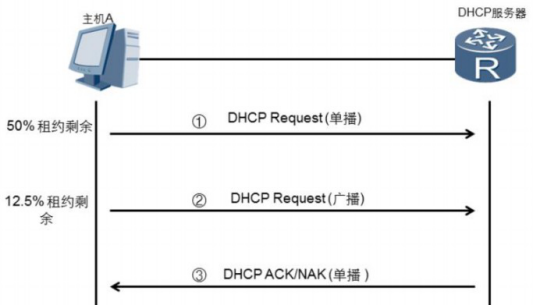 主机A
DHCP服务器
R
50% 租约剩余
① DHCP Request(单播)
12.5% 租约剩
余
② DHCP Request(广播)
③ DHCP ACK/NAK (单播 )